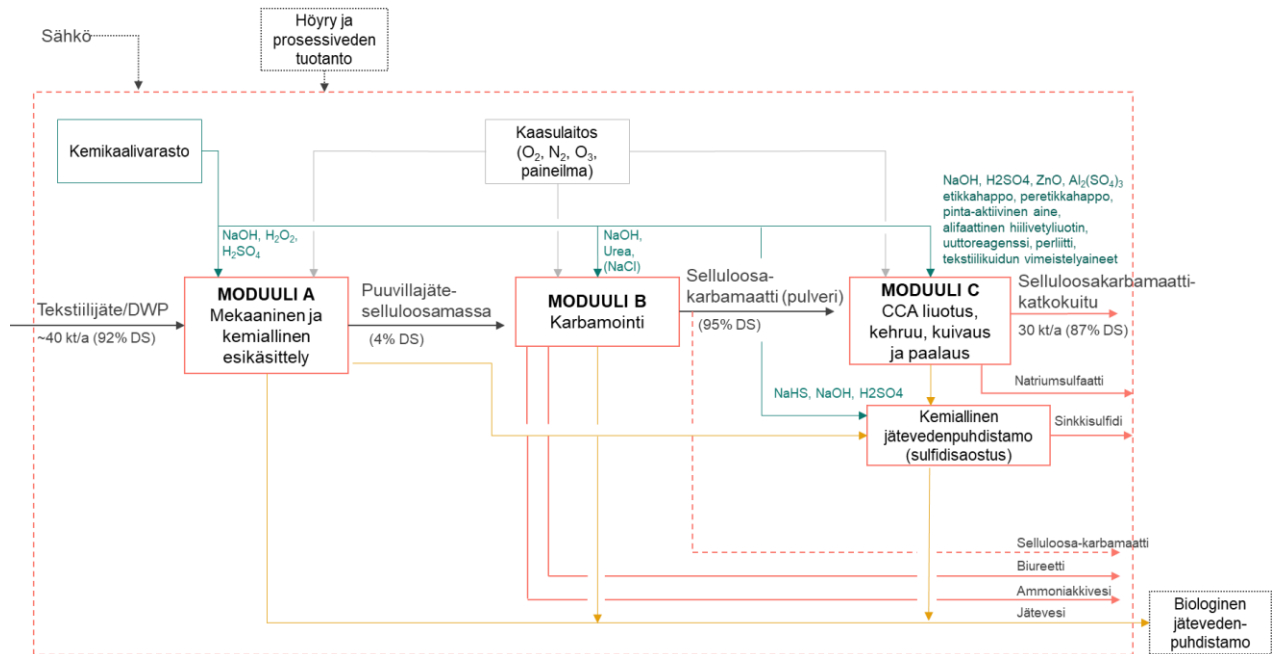 Sähkö
Höyry ja
prosessiveden
tuotanto
Kemikaalivarasto
Kaasulaitos
(O₂, N₂, O₃,
paineilma)
NaOH, H2SO4, ZnO, Al₂(SO₄)₃
etikkahappo, peretikkahappo,
pinta-aktiivinen aine,
alifaattinen hiilivetyliuotin,
uuttoreagenssi, perliitti,
tekstiilikuidun vimeistelyaineet
NaOH, H₂O₂,
H₂SO₄
NaOH,
Urea,
(NaCl)
Tekstiilijäte/DWP
~40 kt/a (92% DS)
MODUULI A
Mekaaninen ja
kemiallinen
esikäsittely
Puuvillajäte-
selluloosamassa
(4% DS)
MODUULI B
Karbamointi
Selluloosa-
karbamaatti (pulveri)
(95% DS)
MODUULI C
CCA liuotus,
kehruu, kuivaus
ja paalaus
Selluloosakarbamaatti-
katkokuitu
30 kt/a (87% DS)
Natriumsulfaatti
NaHS, NaOH, H2SO4
Kemiallinen
jätevedenpuhdistamo
(sulfidisaostus)
Sinkkisulfidi
Selluloosa-karbamaatti
Biureetti
Ammoniakkivesi
Jätevesi
Biologinen
jäteveden-
puhdistamo